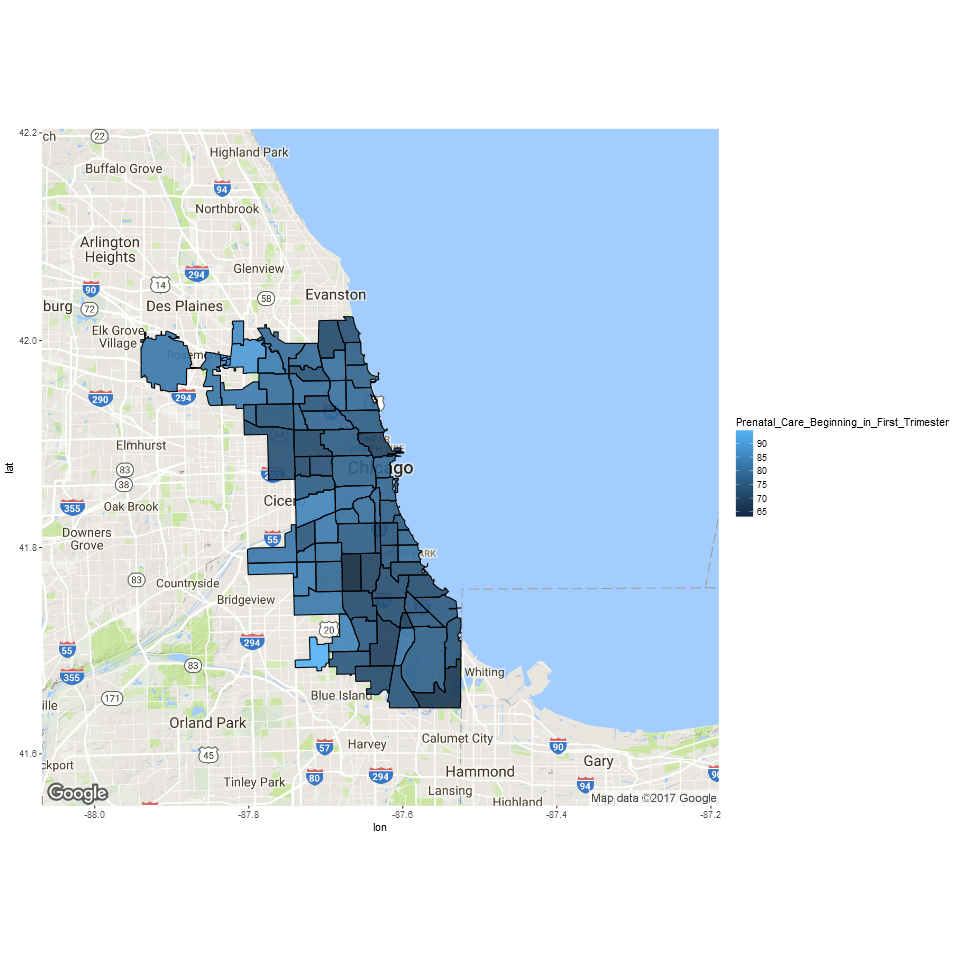 42.2
ch
22
Highland Park
Buffalo Grove
94
Northbrook
Arlington
Heights
294
Glenview
90
14
58
Evanston
burg
72
Des Plaines
Elk Grove
Village
42.0
Rosemo
290
294
Elmhurst
83
38
Chicago
lat
Cicer
355
Oak Brook
Downers
Grove
55
41.8
PARK
83
Countryside
Bridgeview
20
294
55
83
355
Whiting
171
Blue Island
ille
Orland Park
45
57
Harvey
Calumet City
90
41.6
ckport
Gary
Tinley Park
80
294
Hammond
94
90
Lansing
Highland
Google
Map data ©2017 Google
-88.0
-87.8
-87.6
-87.4
-87.2
lon
Prenatal_Care_Beginning_in_First_Trimester
90
85
80
75
70
65